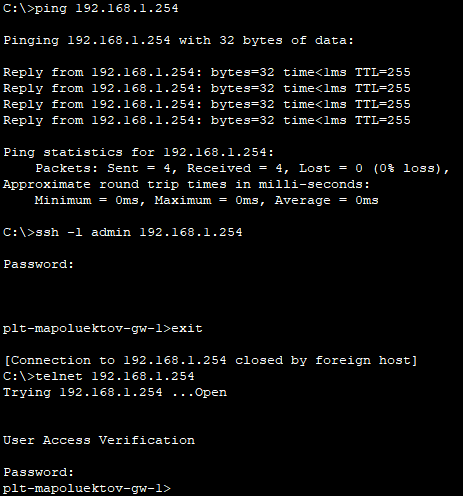 C:\>ping 192.168.1.254
Pinging 192.168.1.254 with 32 bytes of data:
Reply from 192.168.1.254: bytes=32 time<1ms TTL=255
Reply from 192.168.1.254: bytes=32 time<1ms TTL=255
Reply from 192.168.1.254: bytes=32 time<1ms TTL=255
Reply from 192.168.1.254: bytes=32 time<1ms TTL=255
Ping statistics for 192.168.1.254:
Packets: Sent = 4, Received = 4, Lost = 0 (0% loss),
Approximate round trip times in milli-seconds:
Minimum = 0ms, Maximum = 0ms, Average = 0ms
C:\>ssh -l admin 192.168.1.254
Password:
plt-mapoluektov-gw-1>exit
[Connection to 192.168.1.254 closed by foreign host]
C:\>telnet 192.168.1.254
Trying 192.168.1.254 ...Open
User Access Verification
Password:
plt-mapoluektov-gw-1>